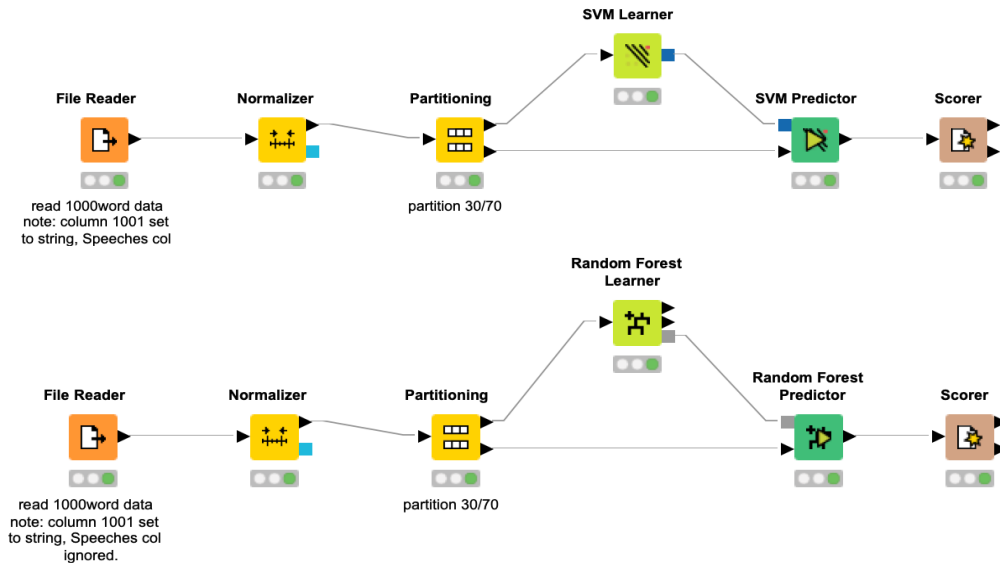 SVM Learner
File Reader
Normalizer
Partitioning
SVM Predictor
Scorer
read 1000word data
note: column 1001 set
to string, Speeches col
partition 30/70
Random Forest
Learner
File Reader
Normalizer
Partitioning
Random Forest
Predictor
Scorer
read 1000word data
note: column 1001 set
to string, Speeches col
ignored.
partition 30/70